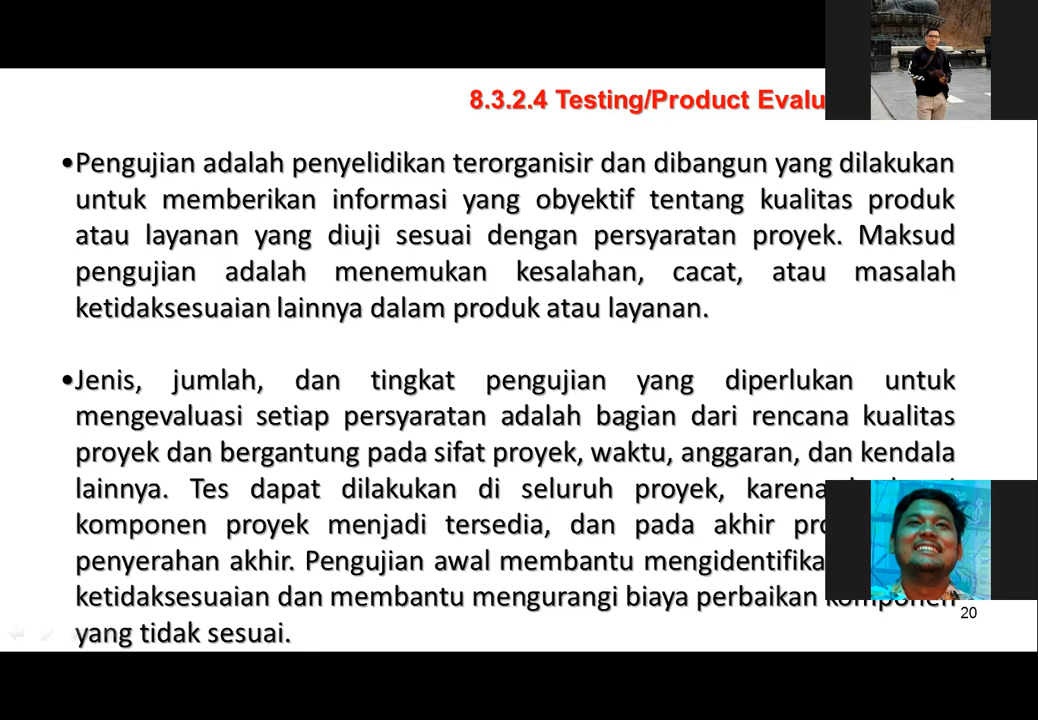 8.3.2.4 Testing/Product Evalu
•Pengujian adalah penyelidikan terorganisir dan dibangun yang dilakukan
untuk memberikan informasi yang obyektif tentang kualitas produk
atau layanan yang diuji sesuai dengan persyaratan proyek. Maksud
pengujian adalah menemukan kesalahan, cacat, atau masalah
ketidaksesuaian lainnya dalam produk atau layanan.
•Jenis, jumlah, dan tingkat pengujian yang diperlukan untuk
mengevaluasi setiap persyaratan adalah bagian dari rencana kualitas
proyek dan bergantung pada sifat proyek, waktu, anggaran, dan kendala
lainnya. Tes dapat dilakukan di seluruh proyek, karena
komponen proyek menjadi tersedia, dan pada akhir
penyerahan akhir. Pengujian awal membantu mengidentifika
ketidaksesuaian dan membantu mengurangi biaya perbaikan komponen
yang tidak sesuai.
20